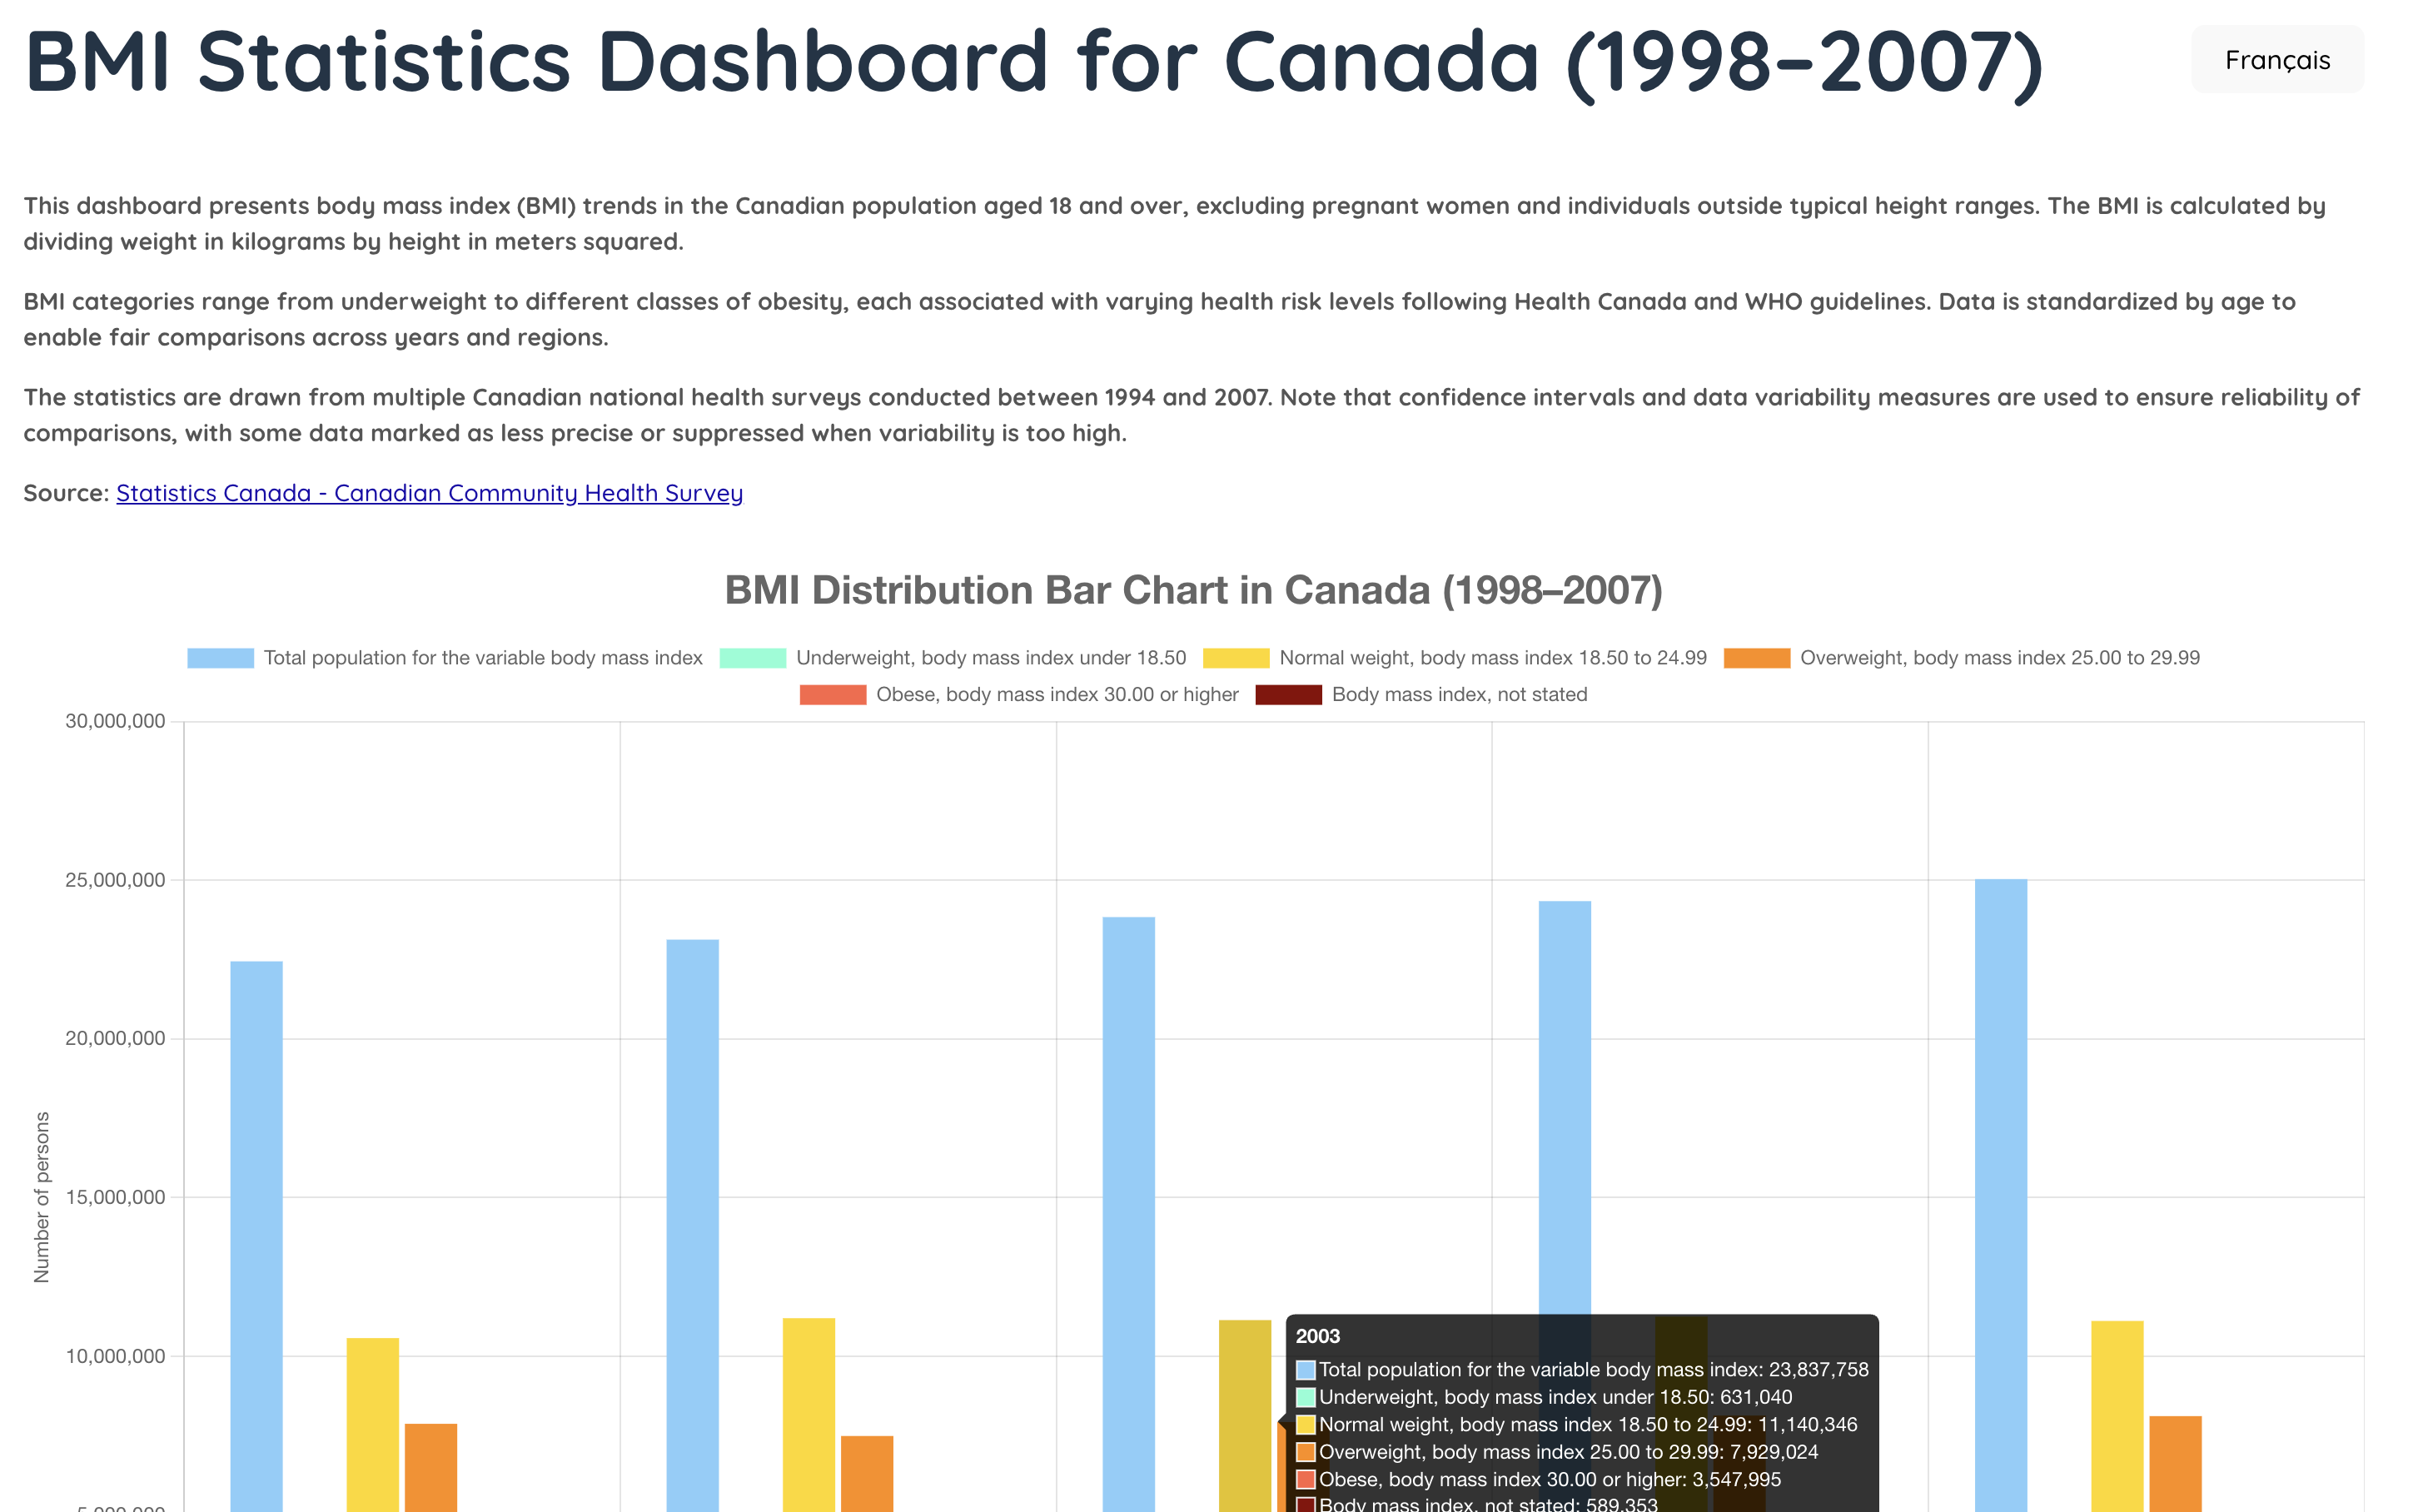 BMI Statistics Dashboard for Canada (1998–2007)
Français
This dashboard presents body mass index (BMI) trends in the Canadian population aged 18 and over, excluding pregnant women and individuals outside typical height ranges. The BMI is calculated by
dividing weight in kilograms by height in meters squared.
BMI categories range from underweight to different classes of obesity, each associated with varying health risk levels following Health Canada and WHO guidelines. Data is standardized by age to
enable fair comparisons across years and regions.
The statistics are drawn from multiple Canadian national health surveys conducted between 1994 and 2007. Note that confidence intervals and data variability measures are used to ensure reliability of
comparisons, with some data marked as less precise or suppressed when variability is too high.
Source: Statistics Canada - Canadian Community Health Survey
BMI Distribution Bar Chart in Canada (1998–2007)
Total population for the variable body mass index
Underweight, body mass index under 18.50
Normal weight, body mass index 18.50 to 24.99
Overweight, body mass index 25.00 to 29.99
Obese, body mass index 30.00 or higher
Body mass index, not stated
30,000,000
25,000,000
20,000,000
15,000,000
10,000,000
5,000,000
Number of persons
2003
Total population for the variable body mass index: 23,837,758
Underweight, body mass index under 18.50: 631,040
Normal weight, body mass index 18.50 to 24.99: 11,140,346
Overweight, body mass index 25.00 to 29.99: 7,929,024
Obese, body mass index 30.00 or higher: 3,547,995
Body mass index, not stated: 589,353